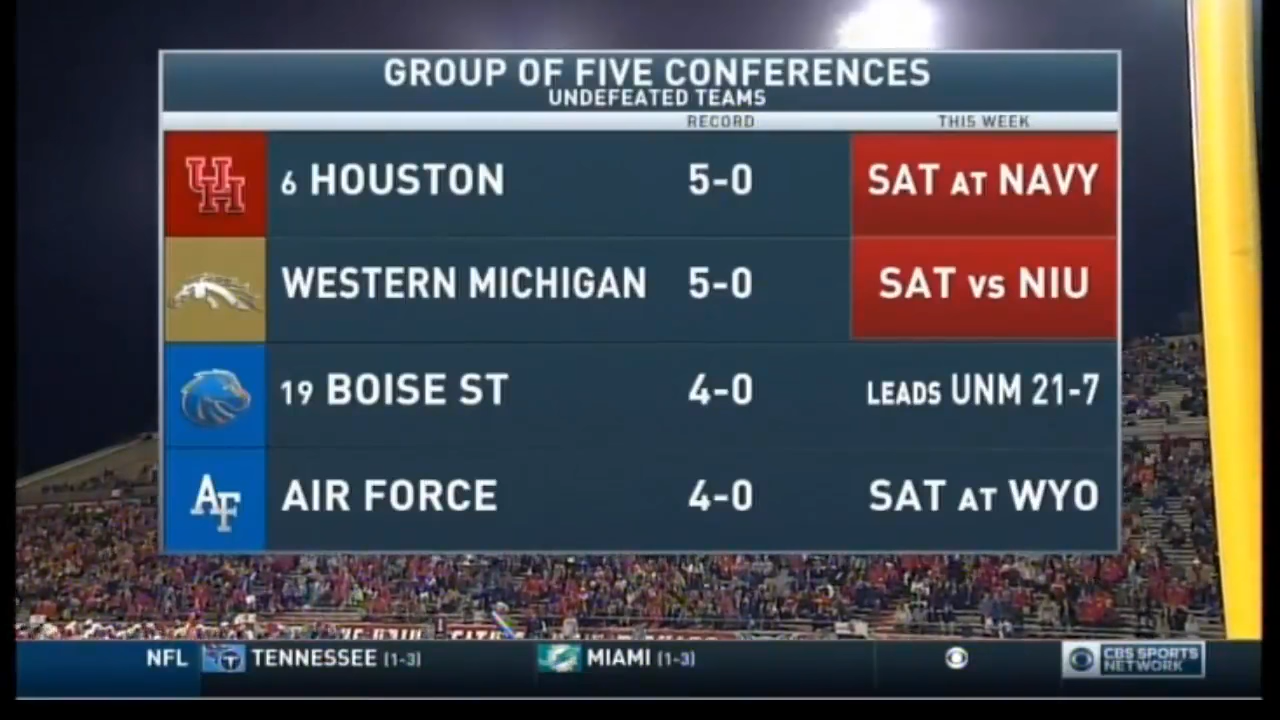 GROUP OF FIVE CONFERENCES
UNDEFEATED TEAMS
RECORD THIS WEEK
UH 6 HOUSTON 5-0 SAT AT NAVY
WESTERN MICHIGAN 5-0 SAT VS NIU
19 BOISE ST 4-0 LEADS UNM 21-7
AF AIR FORCE 4-0 SAT AT WYO
NFL T TENNESSEE (1-3) MIAMI (1-3) CBS SPORTS
NETWORK